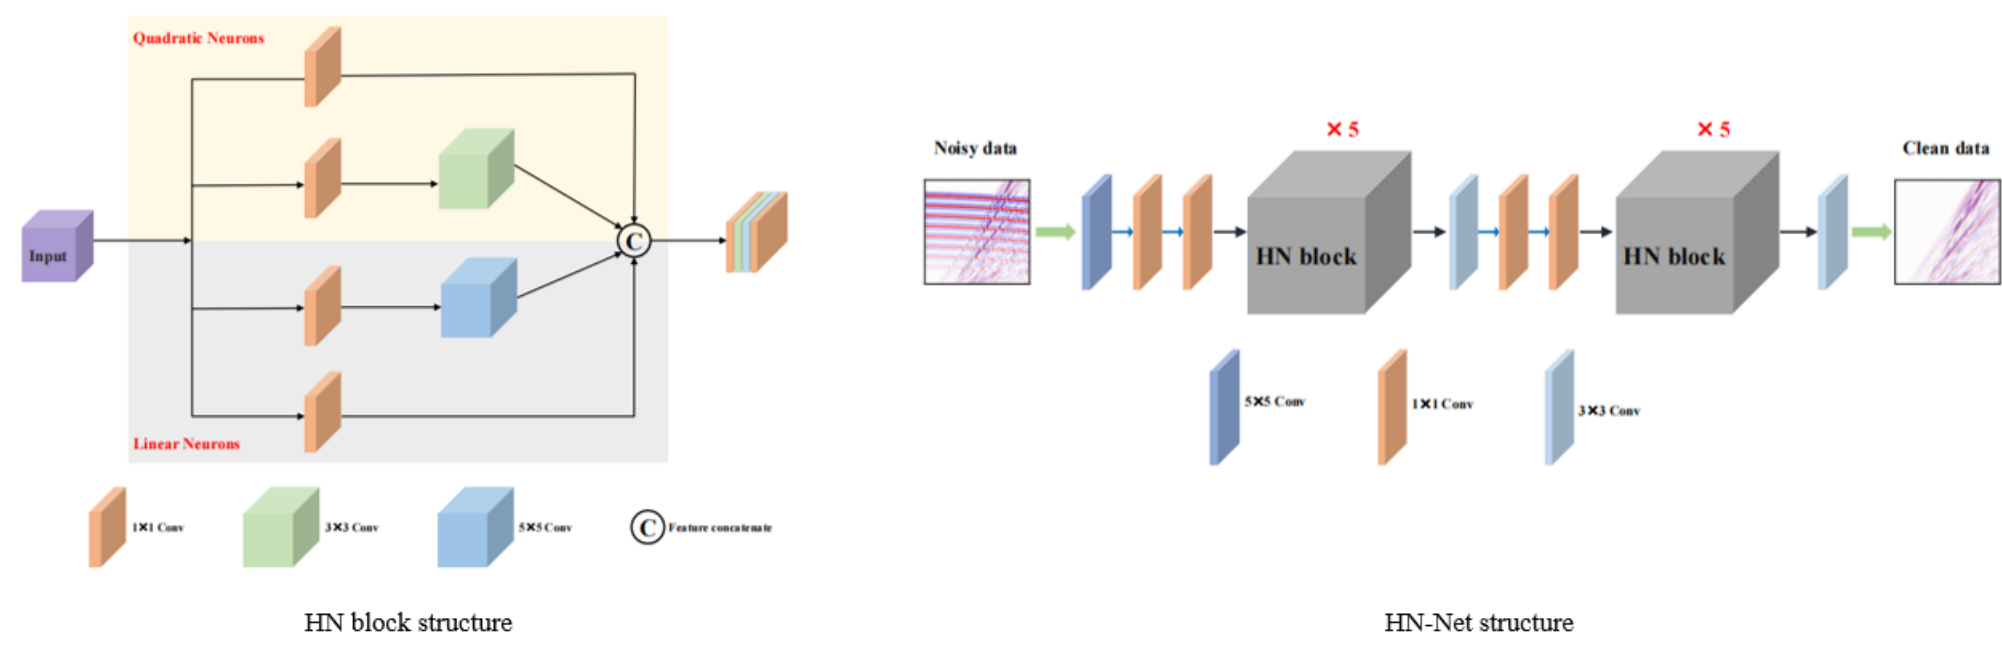 Quadratic Neurons
Input
C
Linear Neurons
1×1 Conv
3×3 Conv
5×5 Conv
C Feature concatenate
HN block structure
Noisy data
× 5
HN block
× 5
HN block
Clean data
5×5 Conv
1×1 Conv
3×3 Conv
HN-Net structure